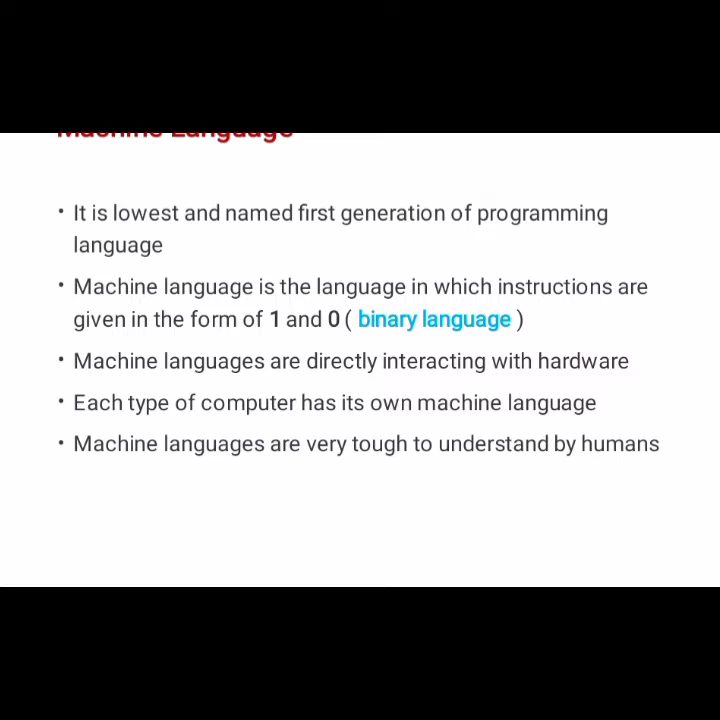 Machine Language
• It is lowest and named first generation of programming
language
• Machine language is the language in which instructions are
given in the form of 1 and 0 ( binary language )
• Machine languages are directly interacting with hardware
• Each type of computer has its own machine language
• Machine languages are very tough to understand by humans